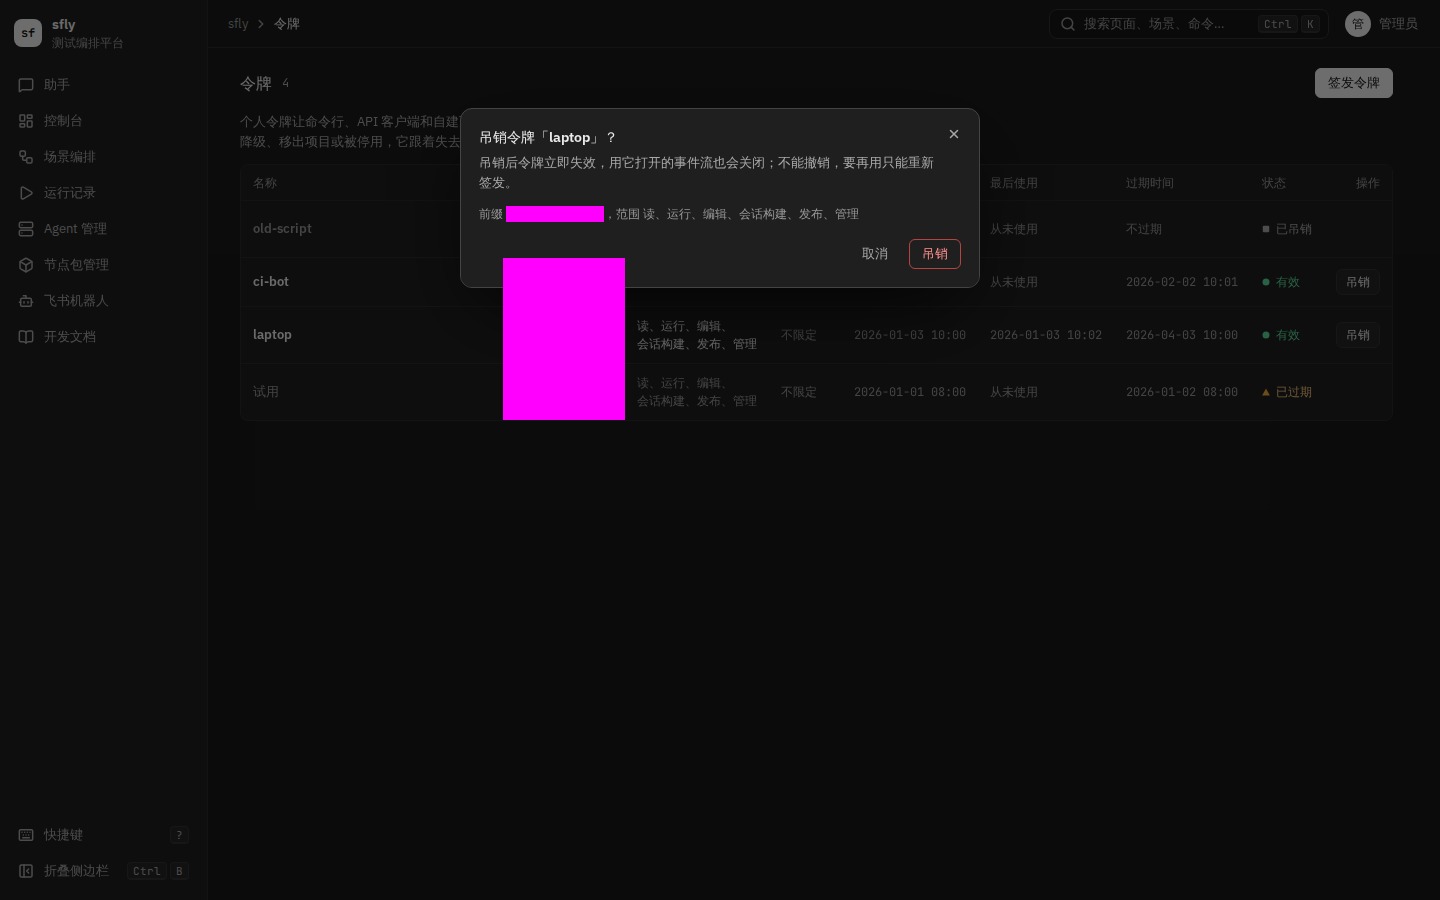 sf
sfly
测试编排平台
助手
控制台
场景编排
运行记录
Agent 管理
节点包管理
飞书机器人
开发文档
快捷键
?
折叠侧边栏
Ctrl
B
sfly
令牌
搜索页面、场景、命令...
Ctrl
K
管
管理员
令牌 4
签发令牌
个人令牌让命令行、API 客户端和自建
降级、移出项目或被停用，它跟着失去
吊销令牌「laptop」？
吊销后令牌立即失效，用它打开的事件流也会关闭；不能撤销，要再用只能重新
签发。
前缀
，范围 读、运行、编辑、会话构建、发布、管理
取消
吊销
名称
最后使用
过期时间
状态
操作
old-script
从未使用
不过期
已吊销
ci-bot
从未使用
2026-02-02 10:01
有效
吊销
laptop
读、运行、编辑、
会话构建、发布、管理
不限定
2026-01-03 10:00
2026-01-03 10:02
2026-04-03 10:00
有效
吊销
试用
读、运行、编辑、
会话构建、发布、管理
不限定
2026-01-01 08:00
从未使用
2026-01-02 08:00
已过期